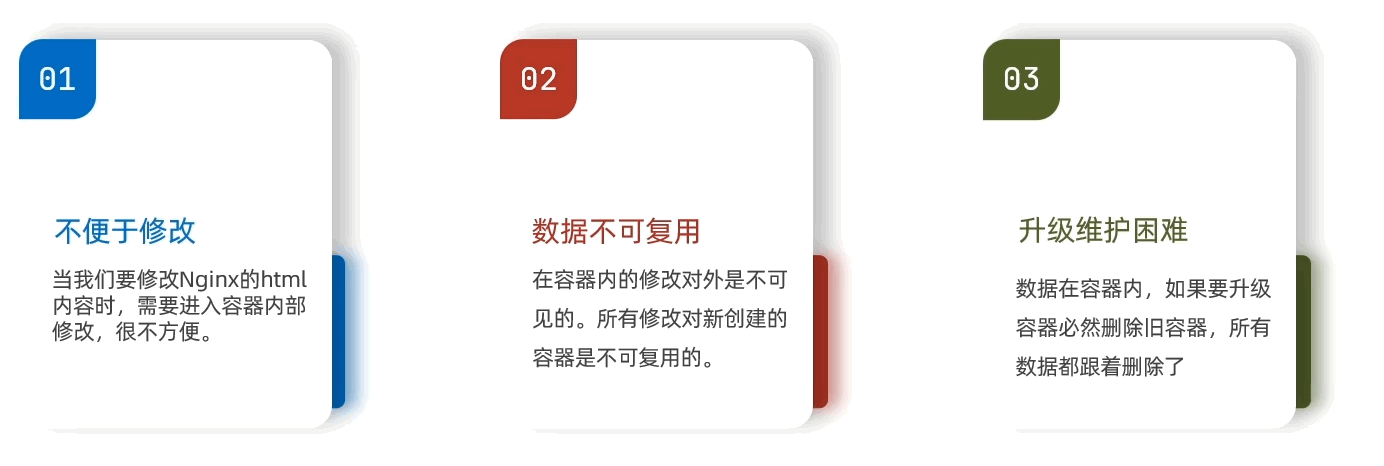 01
不便于修改
当我们要修改Nginx的html
内容时，需要进入容器内部
修改，很不方便。
02
数据不可复用
在容器内的修改对外是不可
见的。所有修改对新创建的
容器是不可复用的。
03
升级维护困难
数据在容器内，如果要升级
容器必然删除旧容器，所有
数据都跟着删除了